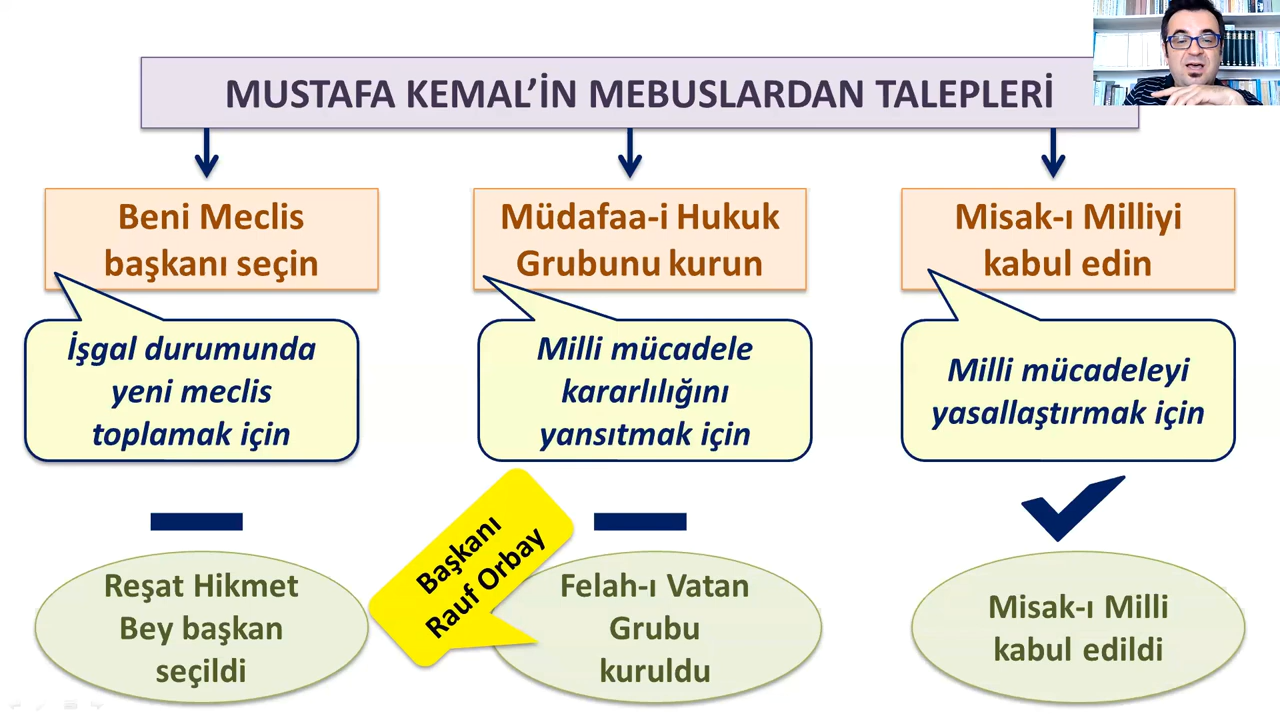 MUSTAFA KEMAL’İN MEBUSLARDAN TALEPLERİ
Beni Meclis
başkanı seçin
Müdafaa-i Hukuk
Grubunu kurun
Misak-ı Milliyi
kabul edin
İşgal durumunda
yeni meclis
toplamak için
Milli mücadele
kararlılığını
yansıtmak için
Milli mücadeleyi
yasallaştırmak için
Reşat Hikmet
Bey başkan
seçildi
Başkanı
Rauf Orbay
Felah-ı Vatan
Grubu
kuruldu
Misak-ı Milli
kabul edildi